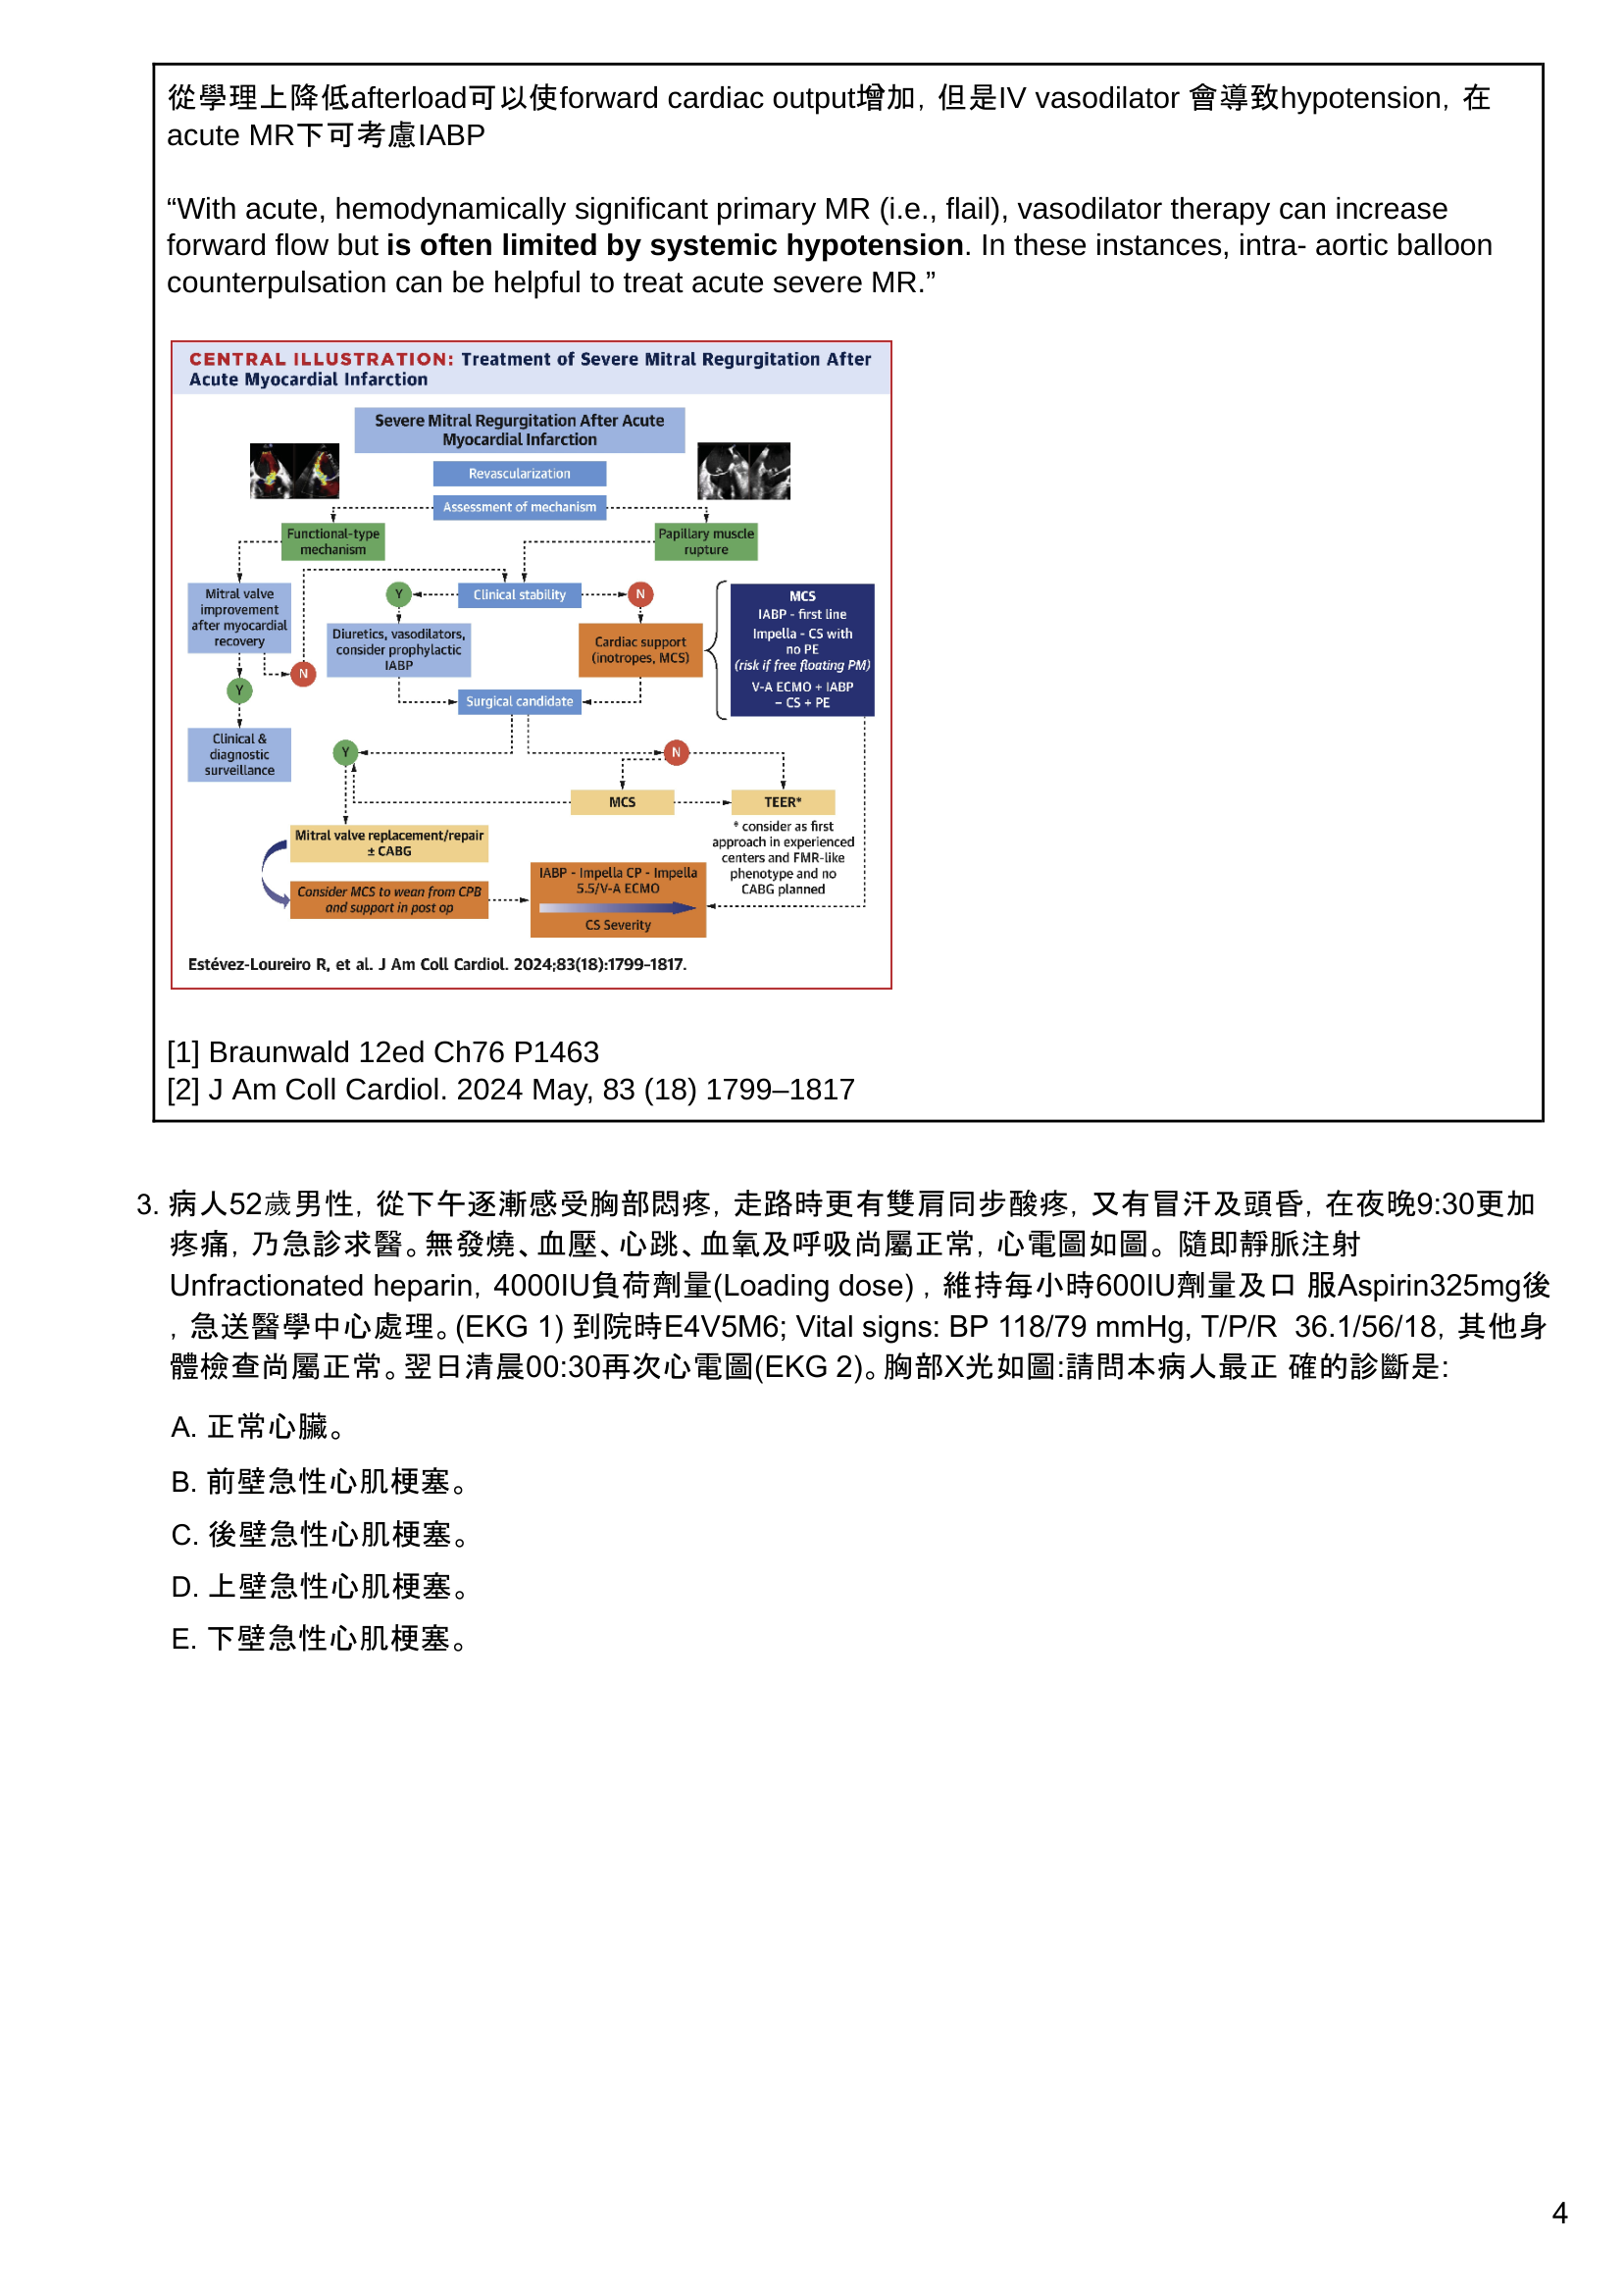 從學理上降低afterload可以使forward cardiac output增加，但是IV vasodilator 會導致hypotension，在
acute MR下可考慮IABP
“With acute, hemodynamically significant primary MR (i.e., flail), vasodilator therapy can increase
forward flow but is often limited by systemic hypotension. In these instances, intra- aortic balloon
counterpulsation can be helpful to treat acute severe MR.”
CENTRAL ILLUSTRATION: Treatment of Severe Mitral Regurgitation After
Acute Myocardial Infarction
Severe Mitral Regurgitation After Acute
Myocardial Infarction
Revascularization
Assessment of mechanism
Functional-type
mechanism
Papillary muscle
rupture
Mitral valve
improvement
after myocardial
recovery
Y
Clinical stability
N
MCS
IABP - first line
Impella - CS with
no PE
(risk if free floating PM)
V-A ECMO + IABP
– CS + PE
Diuretics, vasodilators,
consider prophylactic
IABP
Cardiac support
(inotropes, MCS)
N
Y
Surgical candidate
Clinical &
diagnostic
surveillance
Y
N
MCS
TEER*
* consider as first
approach in experienced
centers and FMR-like
phenotype and no
CABG planned
Mitral valve replacement/repair
± CABG
Consider MCS to wean from CPB
and support in post op
IABP - Impella CP - Impella
5.5/V-A ECMO
CS Severity
Estévez-Loureiro R, et al. J Am Coll Cardiol. 2024;83(18):1799–1817.
[1] Braunwald 12ed Ch76 P1463
[2] J Am Coll Cardiol. 2024 May, 83 (18) 1799–1817
3. 病人52歲男性，從下午逐漸感受胸部悶疼，走路時更有雙肩同步酸疼，又有冒汗及頭昏，在夜晚9:30更加
疼痛，乃急診求醫。無發燒、血壓、心跳、血氧及呼吸尚屬正常，心電圖如圖。隨即靜脈注射
Unfractionated heparin，4000IU負荷劑量(Loading dose)，維持每小時600IU劑量及口 服Aspirin325mg後
，急送醫學中心處理。(EKG 1) 到院時E4V5M6; Vital signs: BP 118/79 mmHg, T/P/R 36.1/56/18，其他身
體檢查尚屬正常。翌日清晨00:30再次心電圖(EKG 2)。胸部X光如圖:請問本病人最正 確的診斷是:
A. 正常心臟。
B. 前壁急性心肌梗塞。
C. 後壁急性心肌梗塞。
D. 上壁急性心肌梗塞。
E. 下壁急性心肌梗塞。
4